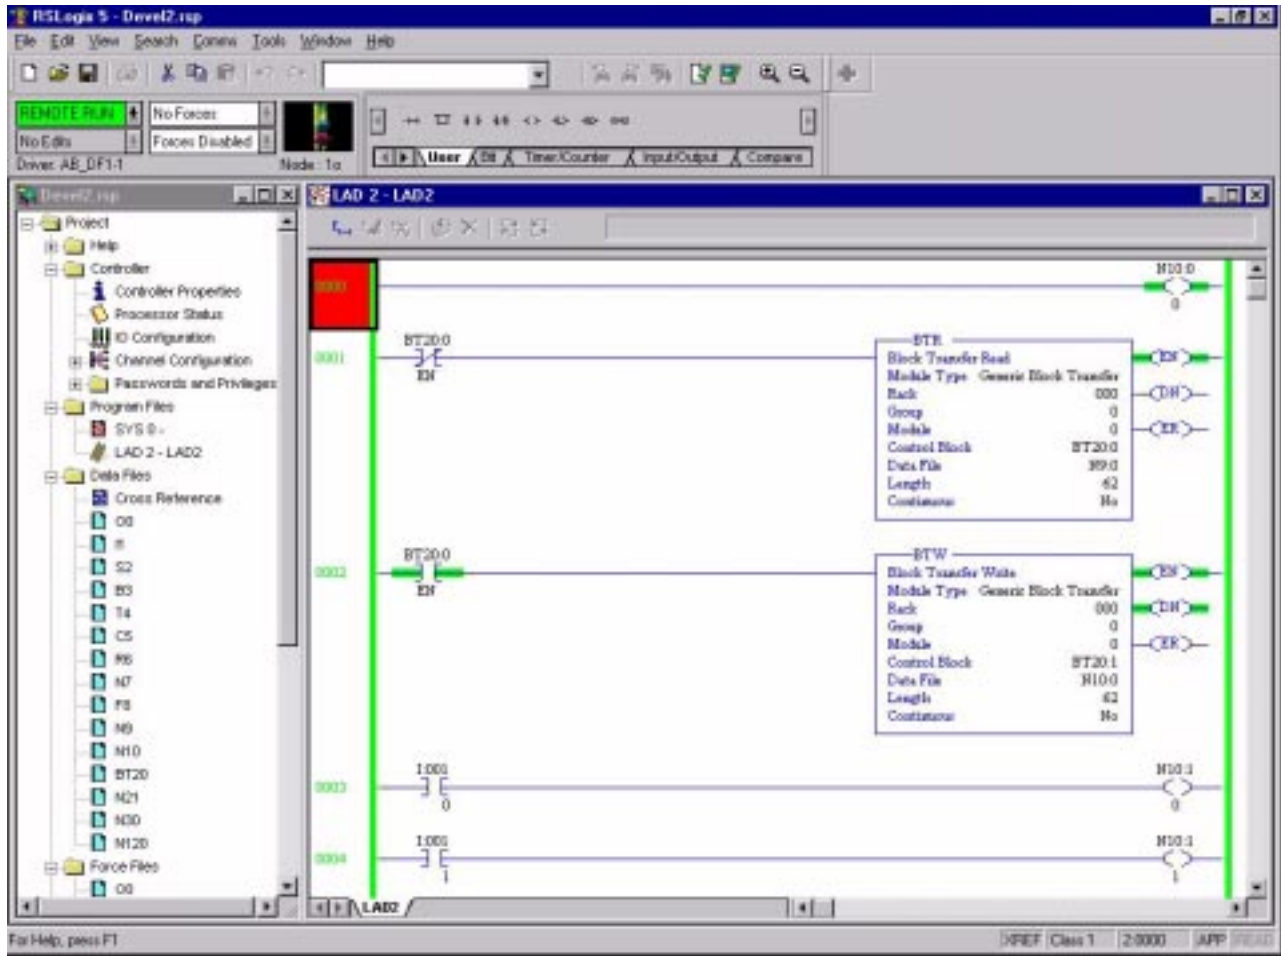 RSLogix 5 - Devel2.rsp
File Edit View Search Comms Tools Window Help
REMOTE RUN No Forces
No Edits Forces Disabled
Driver: AB_DF1-1 Node: 1o
User Bit Timer/Counter Input/Output Compare
Devel2.rsp
Project
Help
Controller
Controller Properties
Processor Status
IO Configuration
Channel Configuration
Passwords and Privileges
Program Files
SYS 0 -
LAD 2 - LAD2
Data Files
Cross Reference
O0
I1
S2
B3
T4
C5
R6
N7
F8
N9
N10
BT20
N21
N30
N120
Force Files
O0
LAD 2 - LAD2
0000
N10:0
0
0001
BT20:0
EN
BTR
Block Transfer Read
Module Type Generic Block Transfer
Rack 000
Group 0
Module 0
Control Block BT20:0
Data File N9:0
Length 62
Continuous No
EN
DN
ER
0002
BT20:0
EN
BTW
Block Transfer Write
Module Type Generic Block Transfer
Rack 000
Group 0
Module 0
Control Block BT20:1
Data File N10:0
Length 62
Continuous No
EN
DN
ER
0003
I:001
0
N10:1
0
0004
I:001
1
N10:1
1
LAD2
For Help, press F1
XREF Class 1 2:0000 APP READ